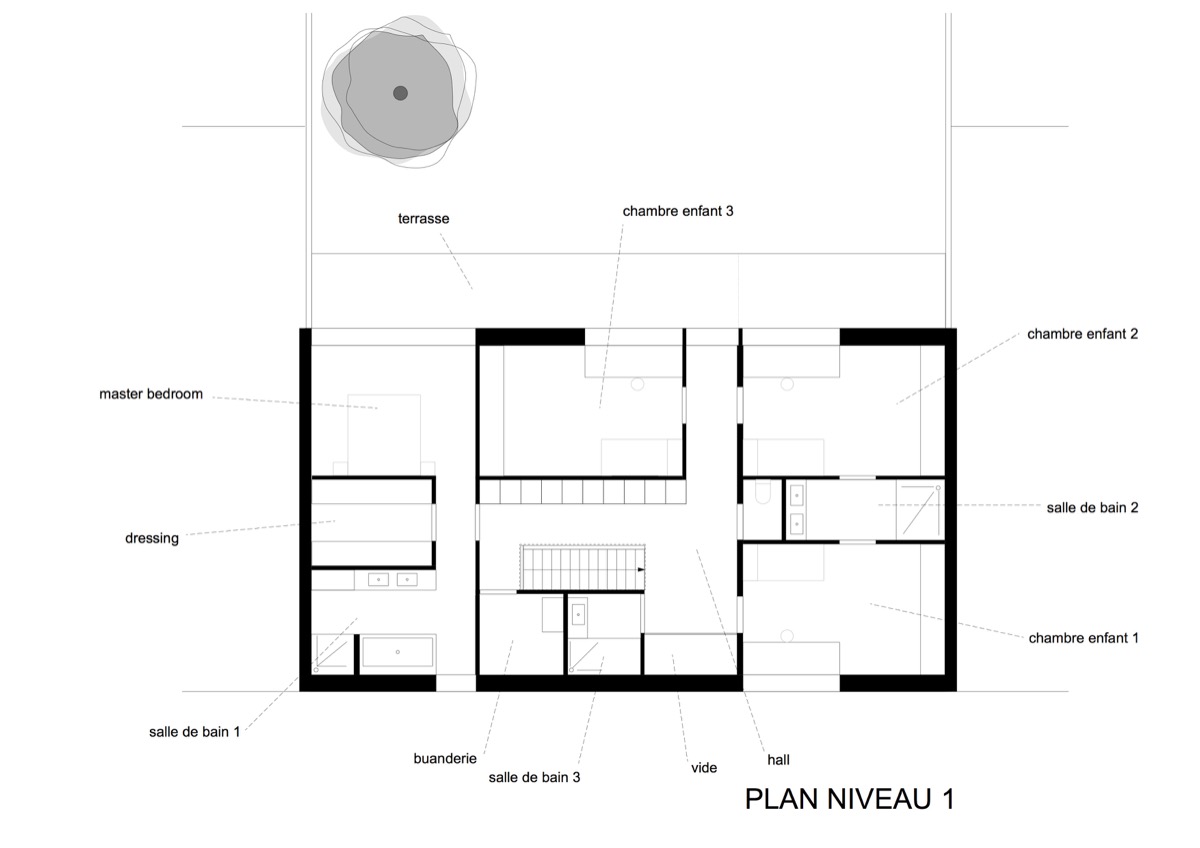 chambre enfant 3
terrasse
chambre enfant 2
master bedroom
salle de bain 2
dressing
chambre enfant 1
salle de bain 1
buanderie
hall
vide
salle de bain 3
PLAN NIVEAU 1